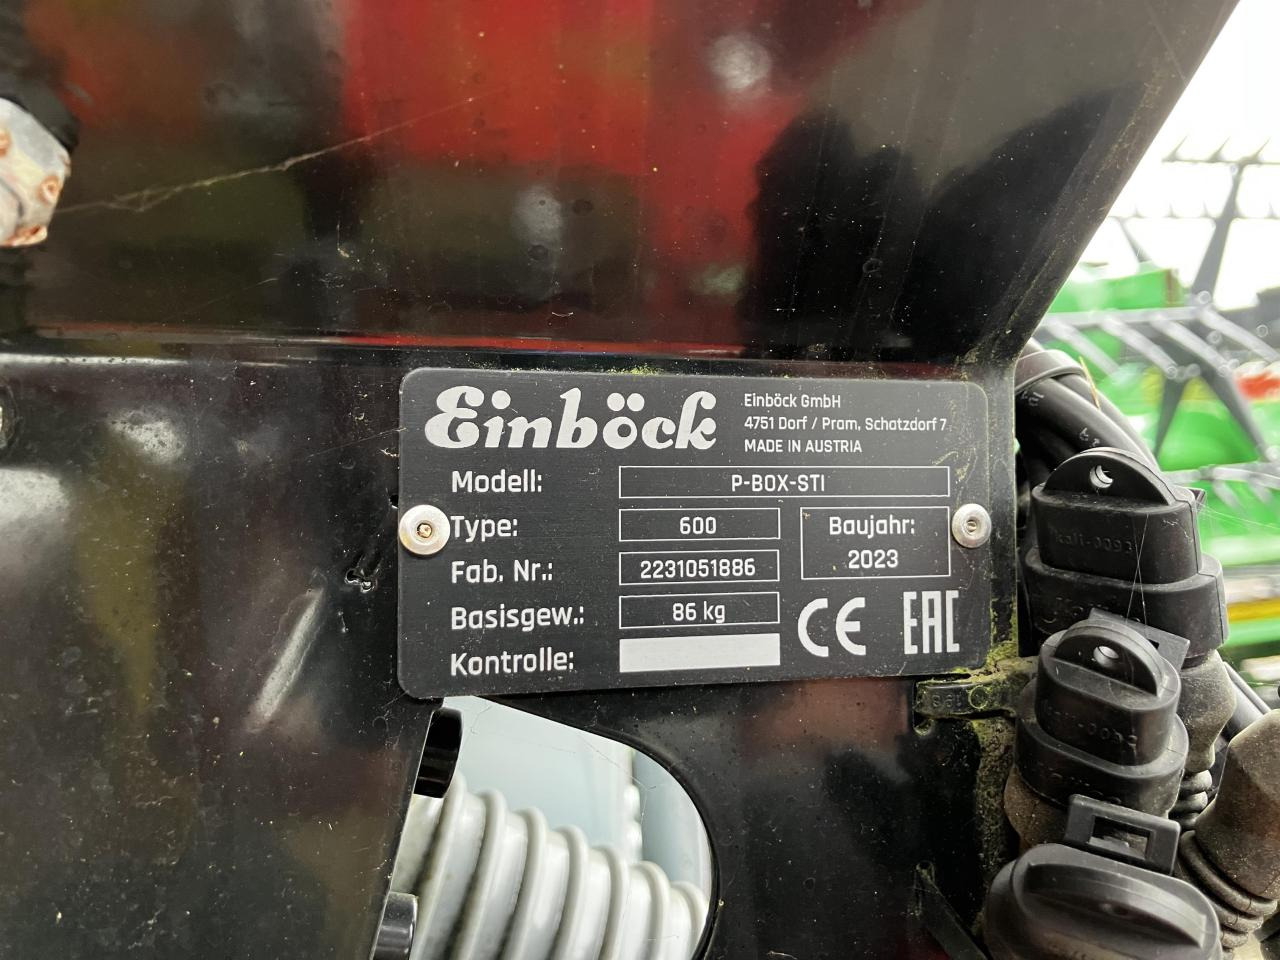 Einböck
Einböck GmbH
4751 Dorf / Pram, Schatzdorf 7
MADE IN AUSTRIA
Modell: P-BOX-STI
Type: 600
Baujahr:
2023
Fab. Nr.: 2231051886
Basisgew.: 86 kg
Kontrolle:
CE EAC